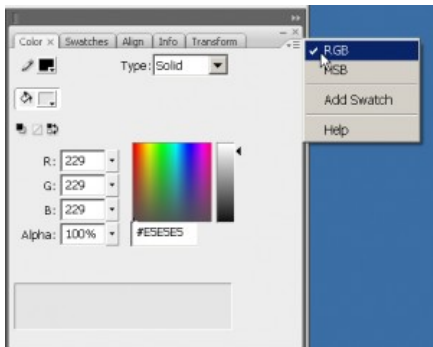 Color × Swatches Align Info Transform
Type: Solid
RGB
HSB
Add Swatch
Help
R: 229
G: 229
B: 229
Alpha: 100% #E5E5E5